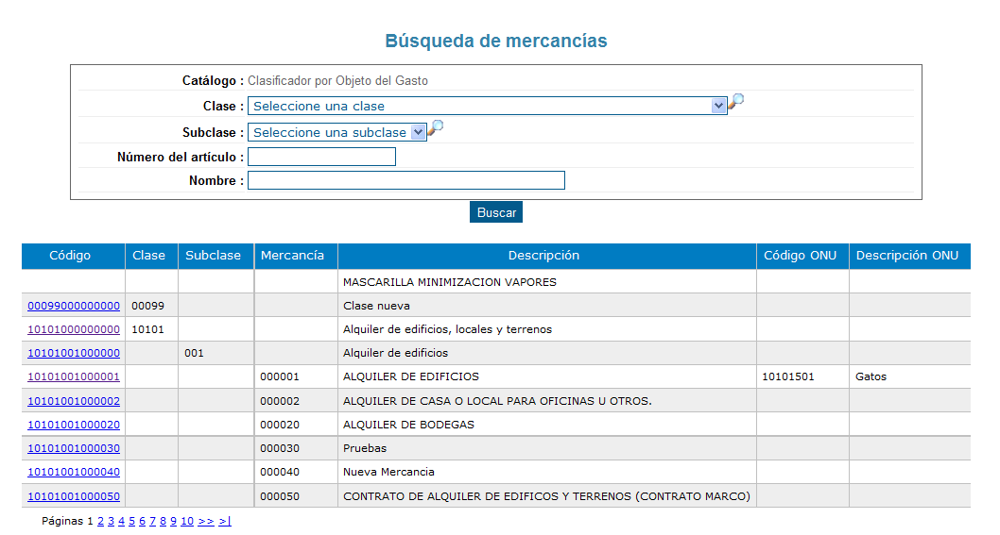 Búsqueda de mercancías
Catálogo : Clasificador por Objeto del Gasto
Clase : Seleccione una clase
Subclase : Seleccione una subclase
Número del artículo :
Nombre :
Buscar
Código Clase Subclase Mercancía Descripción Código ONU Descripción ONU
MASCARILLA MINIMIZACION VAPORES
00099000000000 00099 Clase nueva
10101000000000 10101 Alquiler de edificios, locales y terrenos
10101001000000 001 Alquiler de edificios
10101001000001 000001 ALQUILER DE EDIFICIOS 10101501 Gatos
10101001000002 000002 ALQUILER DE CASA O LOCAL PARA OFICINAS U OTROS.
10101001000020 000020 ALQUILER DE BODEGAS
10101001000030 000030 Pruebas
10101001000040 000040 Nueva Mercancia
10101001000050 000050 CONTRATO DE ALQUILER DE EDIFICOS Y TERRENOS (CONTRATO MARCO)
Páginas 1 2 3 4 5 6 7 8 9 10 >> >|